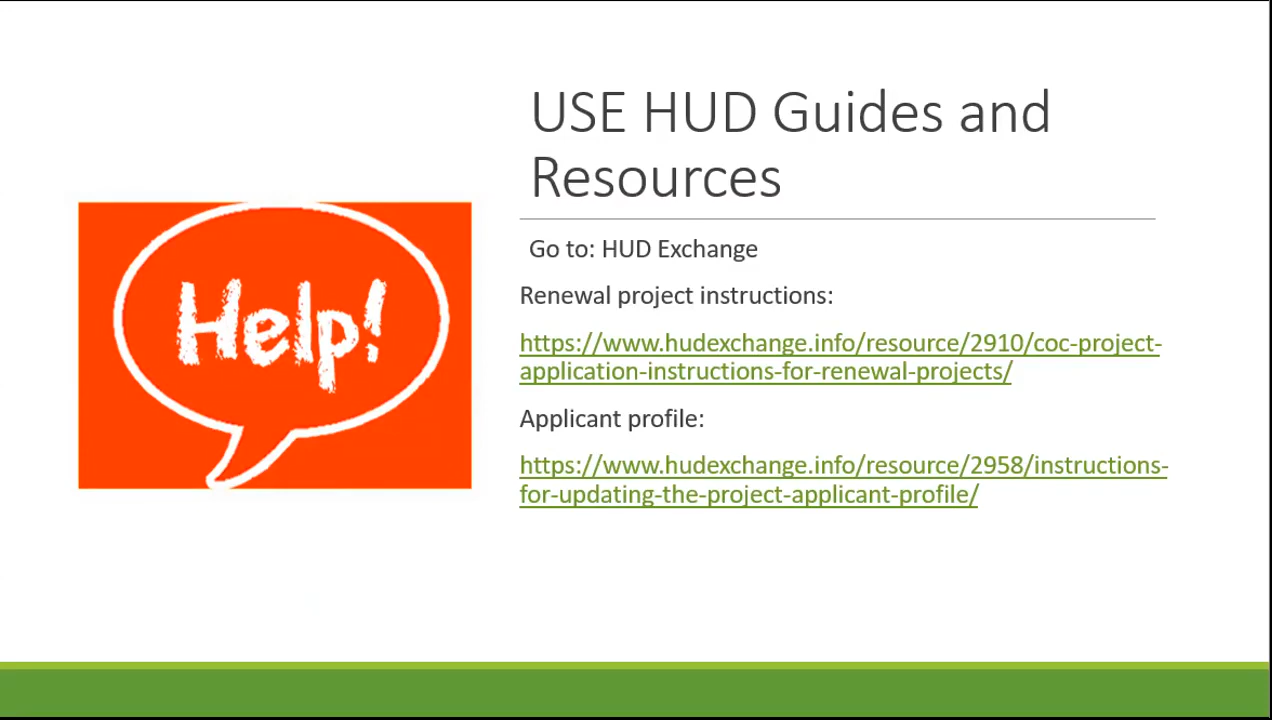 USE HUD Guides and
Resources
Help!
Go to: HUD Exchange
Renewal project instructions:
https://www.hudexchange.info/resource/2910/coc-project-
application-instructions-for-renewal-projects/
Applicant profile:
https://www.hudexchange.info/resource/2958/instructions-
for-updating-the-project-applicant-profile/